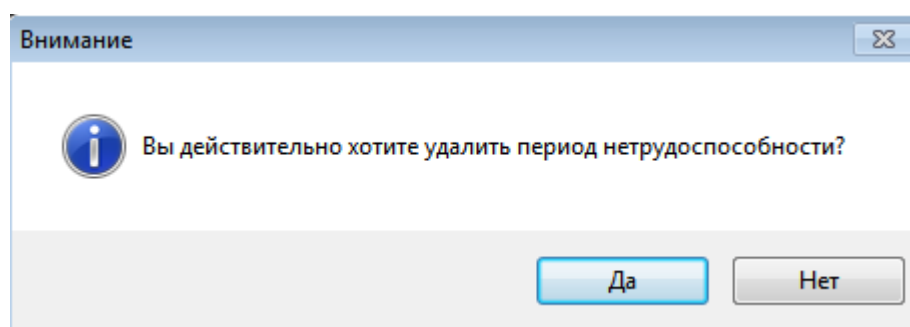 Внимание
Вы действительно хотите удалить период нетрудоспособности?
Да
Нет